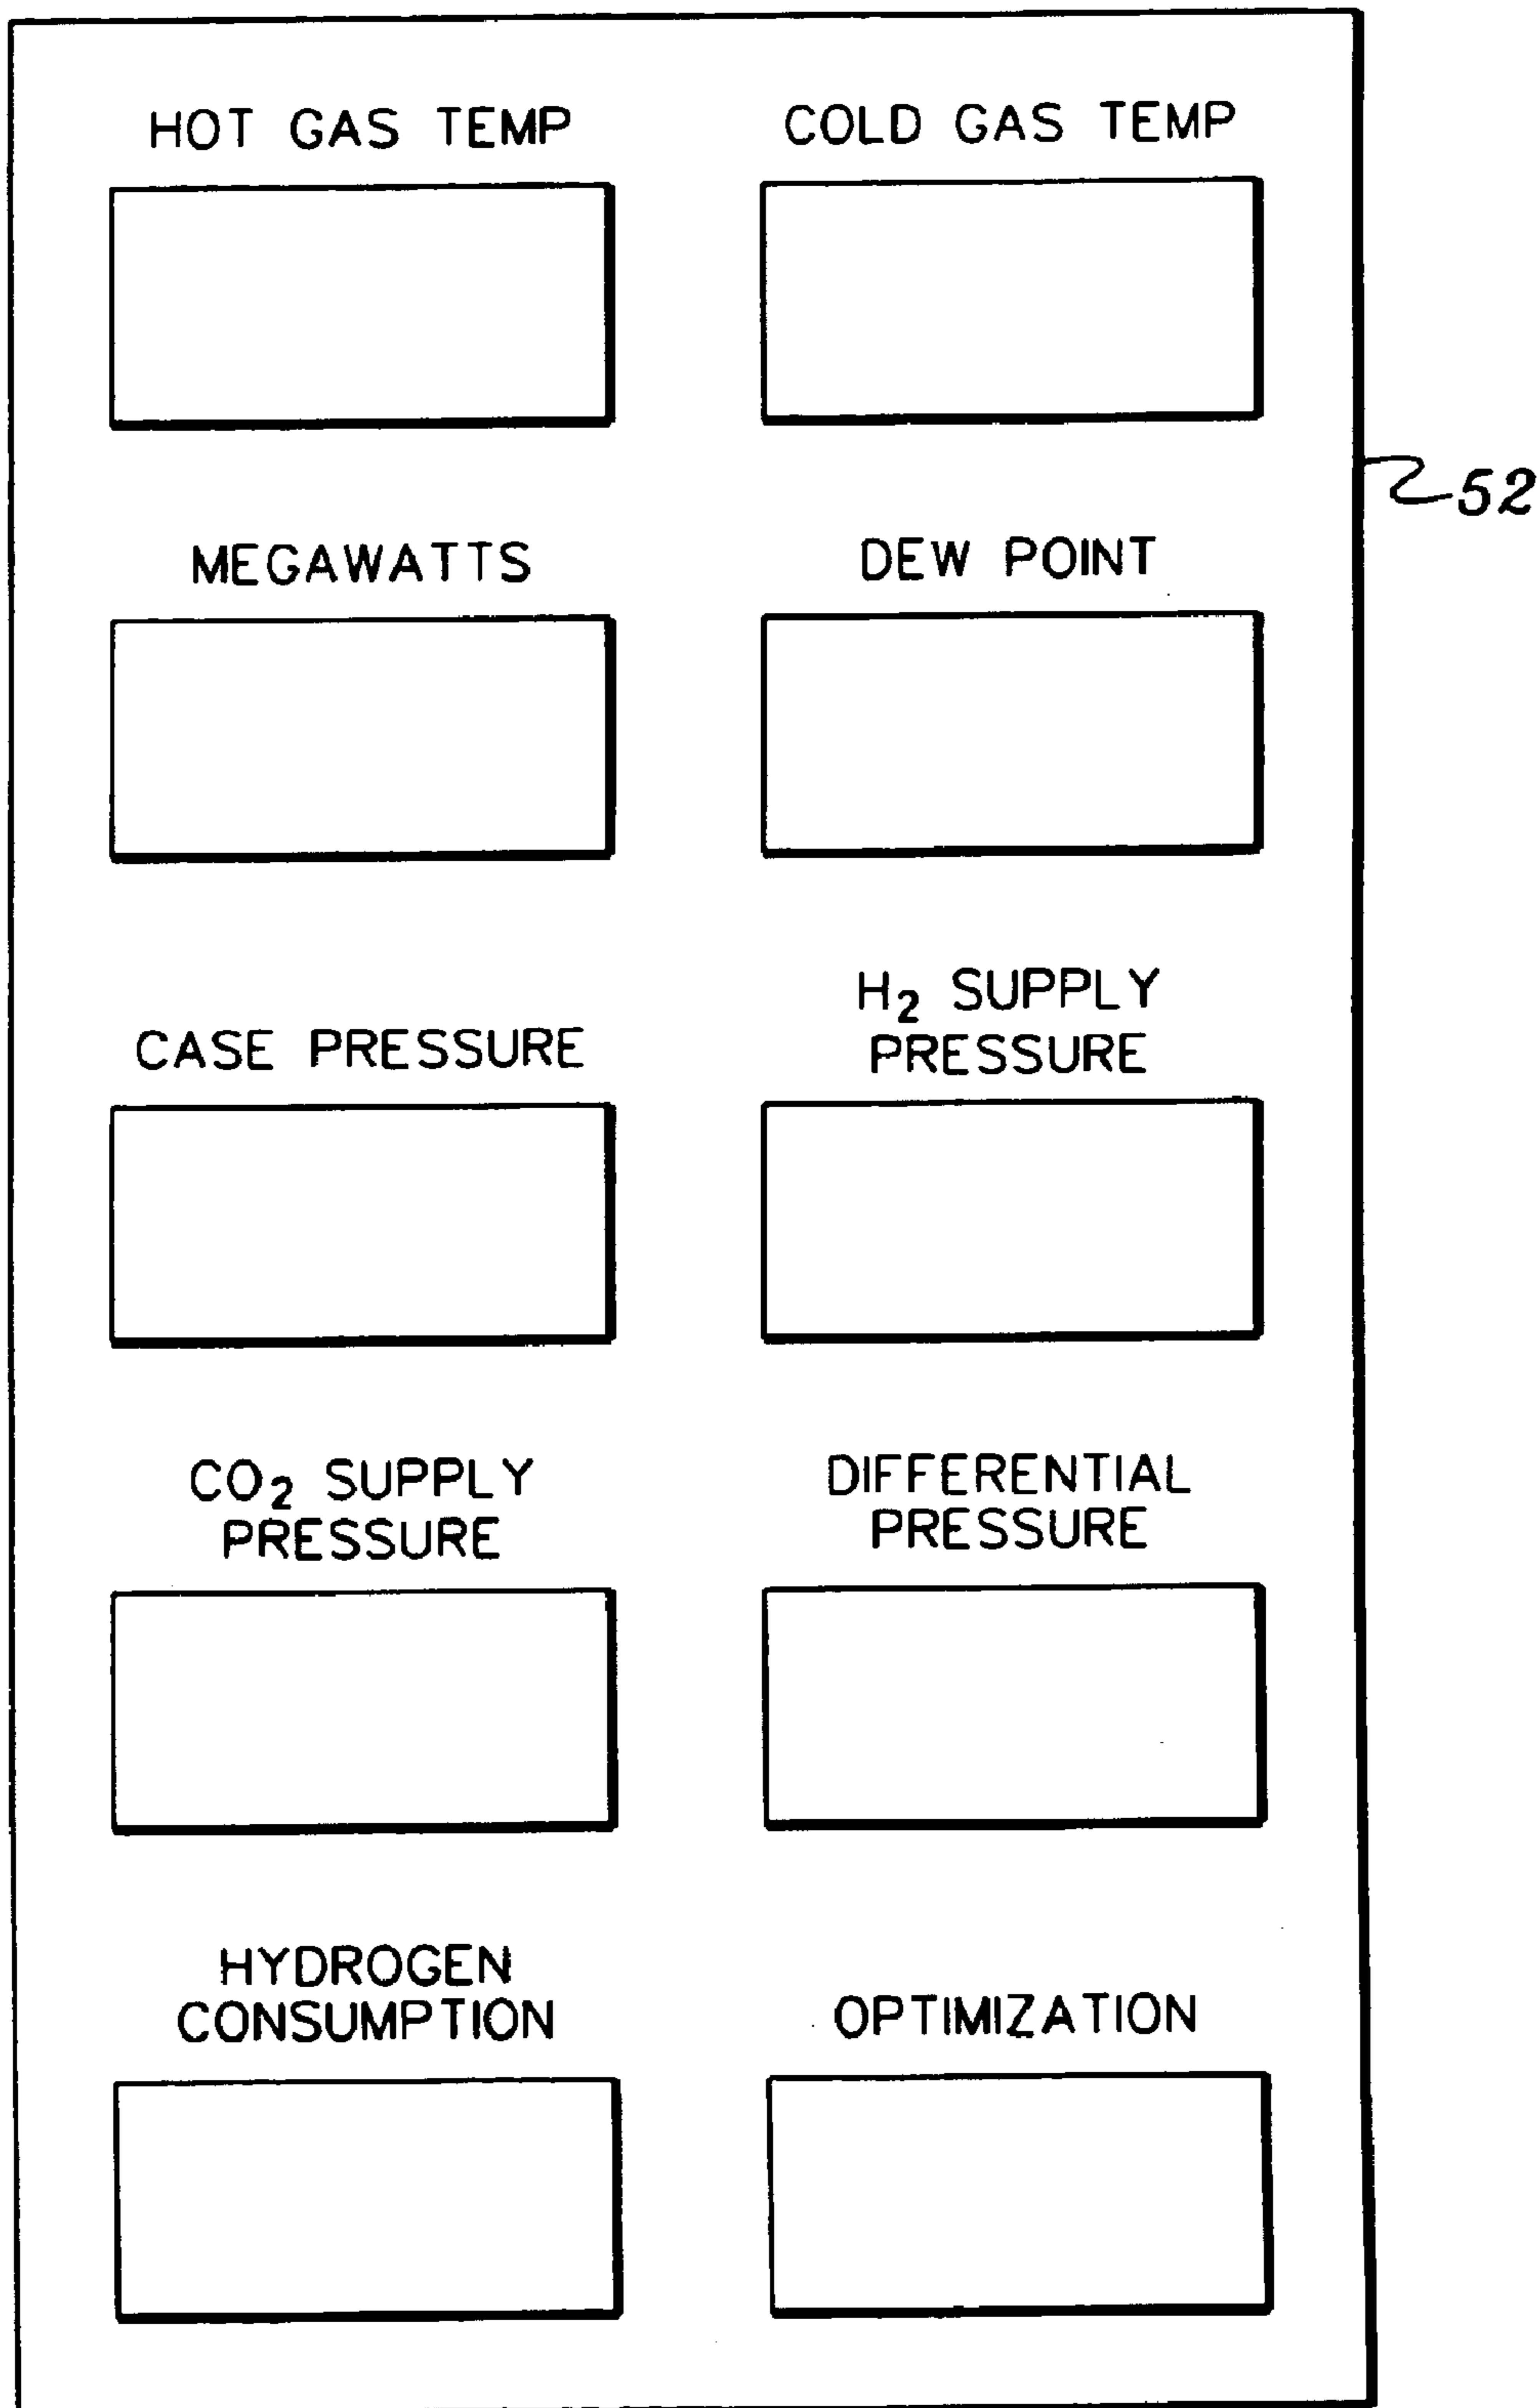 HOT GAS TEMP
COLD GAS TEMP
52
MEGAWATTS
DEW POINT
CASE PRESSURE
H₂ SUPPLY
PRESSURE
CO₂ SUPPLY
PRESSURE
DIFFERENTIAL
PRESSURE
HYDROGEN
CONSUMPTION
OPTIMIZATION